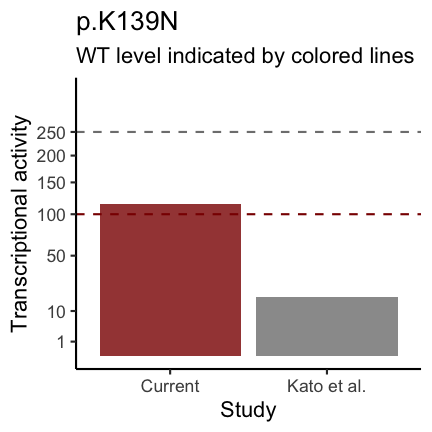 p.K139N
WT level indicated by colored lines
Transcriptional activity
250
200
150
100
50
10
1
Current
Kato et al.
Study